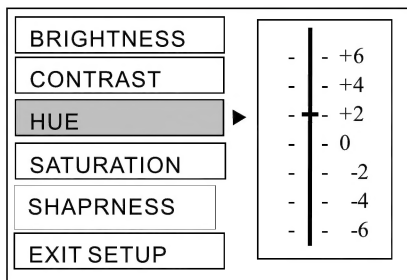 BRIGHTNESS
CONTRAST
HUE
SATURATION
SHAPRNESS
EXIT SETUP
- - +6
- - +4
- - +2
- - 0
- - -2
- - -4
- - -6